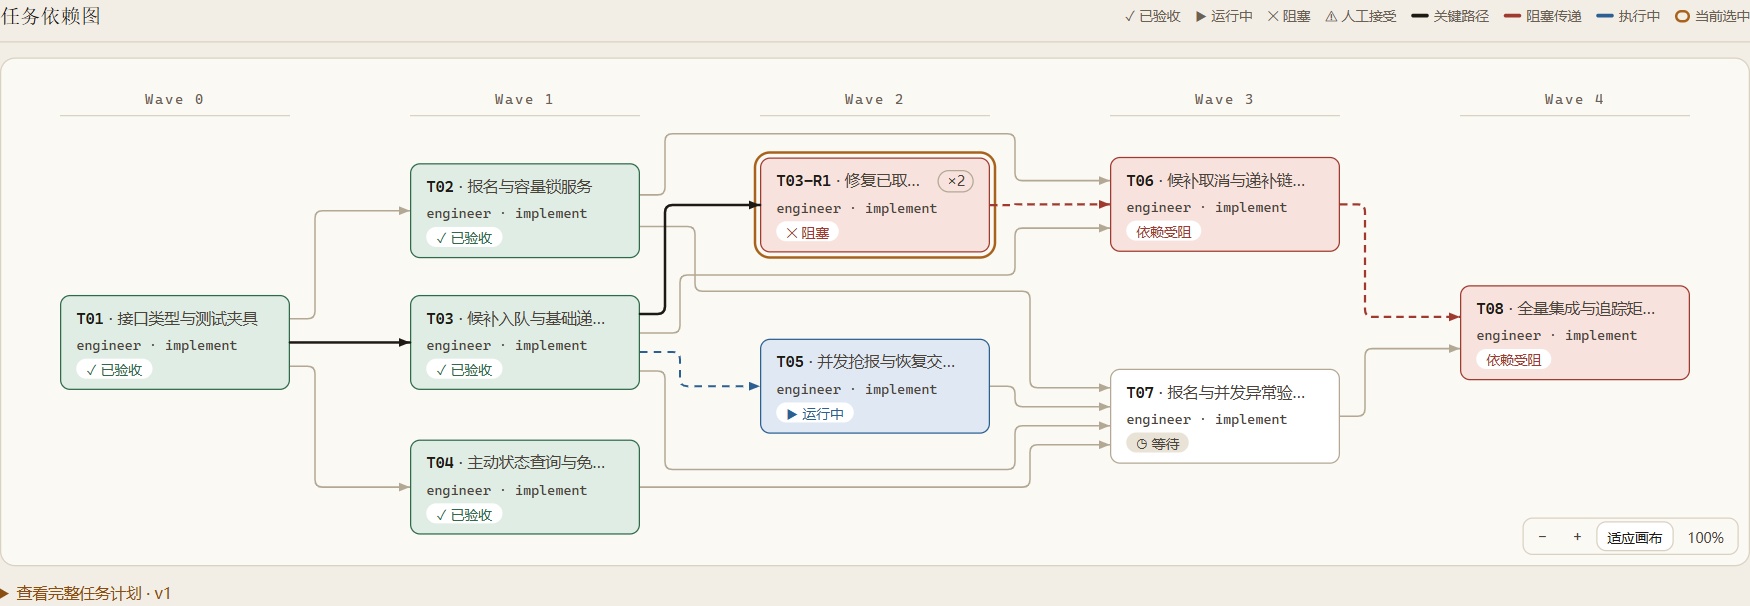 任务依赖图
✓ 已验收 ▶ 运行中 ✕ 阻塞 ⚠ 人工接受 关键路径 阻塞传递 执行中 当前选中
Wave 0
Wave 1
Wave 2
Wave 3
Wave 4
T01 · 接口类型与测试夹具
engineer · implement
✓ 已验收
T02 · 报名与容量锁服务
engineer · implement
✓ 已验收
T03 · 候补入队与基础递...
engineer · implement
✓ 已验收
T04 · 主动状态查询与免...
engineer · implement
✓ 已验收
T03-R1 · 修复已取... ×2
engineer · implement
✕ 阻塞
T05 · 并发抢报与恢复交...
engineer · implement
▶ 运行中
T06 · 候补取消与递补链...
engineer · implement
依赖受阻
T07 · 报名与并发异常验...
engineer · implement
◷ 等待
T08 · 全量集成与追踪矩...
engineer · implement
依赖受阻
− + 适应画布 100%
▶ 查看完整任务计划 · v1